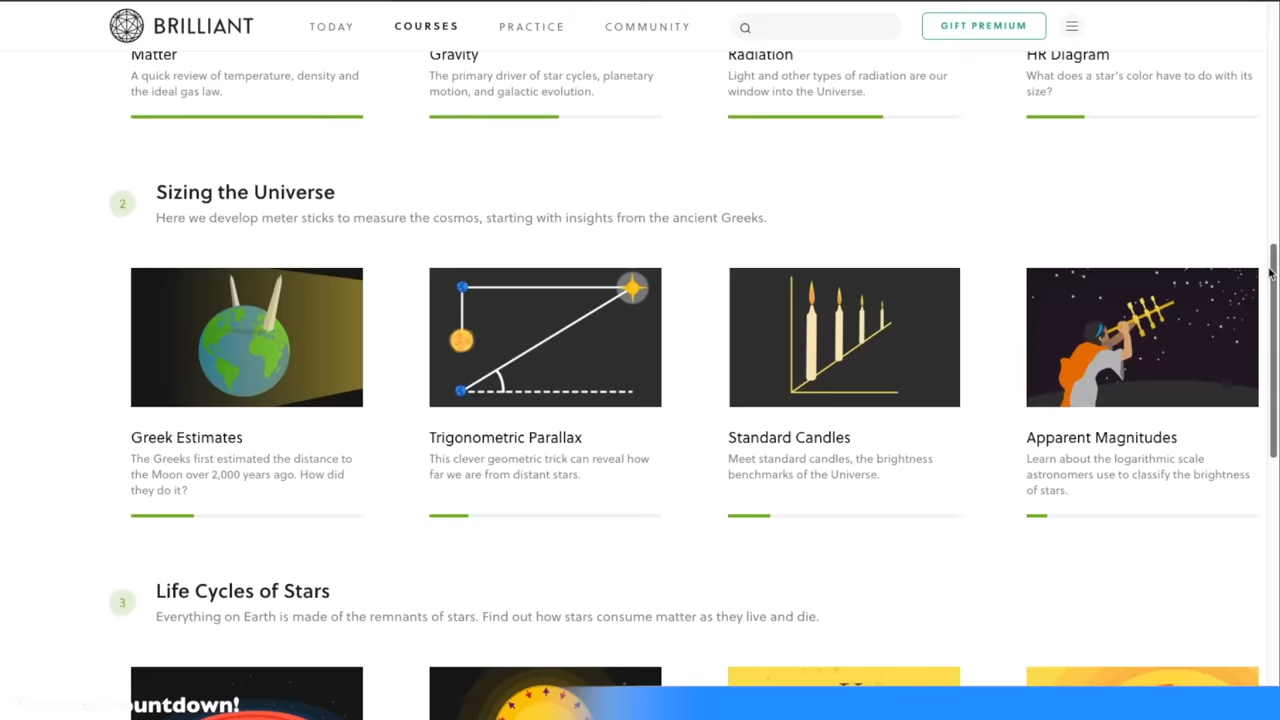 BRILLIANT
TODAY
COURSES
PRACTICE
COMMUNITY
GIFT PREMIUM
Matter
A quick review of temperature, density and
the ideal gas law.
Gravity
The primary driver of star cycles, planetary
motion, and galactic evolution.
Radiation
Light and other types of radiation are our
window into the Universe.
HR Diagram
What does a star's color have to do with its
size?
2
Sizing the Universe
Here we develop meter sticks to measure the cosmos, starting with insights from the ancient Greeks.
Greek Estimates
The Greeks first estimated the distance to
the Moon over 2,000 years ago. How did
they do it?
Trigonometric Parallax
This clever geometric trick can reveal how
far we are from distant stars.
Standard Candles
Meet standard candles, the brightness
benchmarks of the Universe.
Apparent Magnitudes
Learn about the logarithmic scale
astronomers use to classify the brightness
of stars.
3
Life Cycles of Stars
Everything on Earth is made of the remnants of stars. Find out how stars consume matter as they live and die.
ountdown!